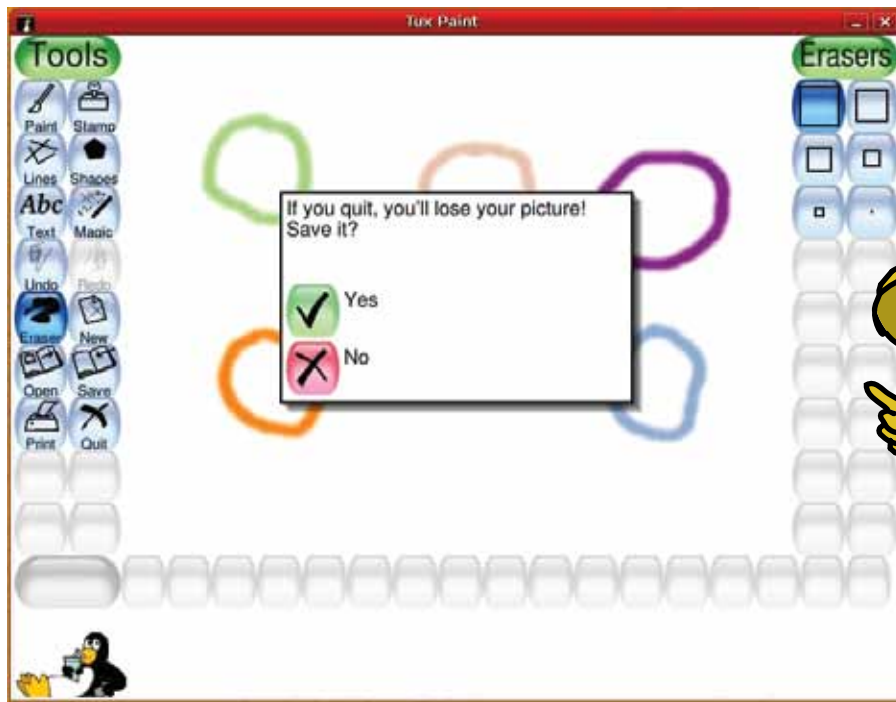 Tux Paint
Tools
Erasers
Paint Stamp
Lines Shapes
Abc
Text Magic
Undo Redo
Eraser New
Open Save
Print Quit
If you quit, you'll lose your picture!
Save it?
Yes
No